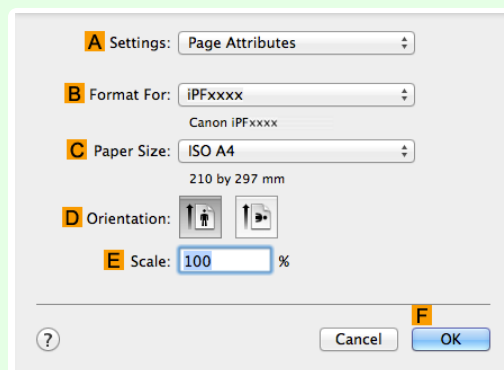 A Settings: Page Attributes
B Format For: iPFxxxx
Canon iPFxxxx
C Paper Size: ISO A4
210 by 297 mm
D Orientation:
E Scale: 100 %
F
? Cancel OK